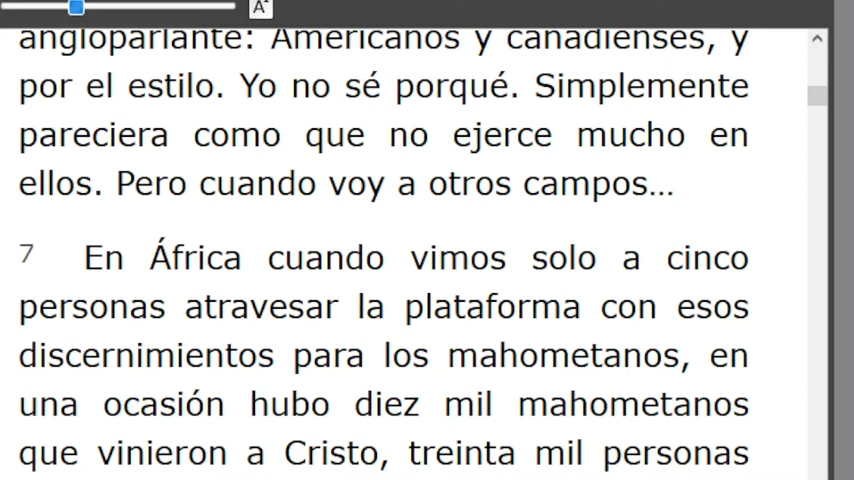 A
angloparlante: Americanos y canadienses, y
por el estilo. Yo no sé porqué. Simplemente
pareciera como que no ejerce mucho en
ellos. Pero cuando voy a otros campos…
7 En África cuando vimos solo a cinco
personas atravesar la plataforma con esos
discernimientos para los mahometanos, en
una ocasión hubo diez mil mahometanos
que vinieron a Cristo, treinta mil personas